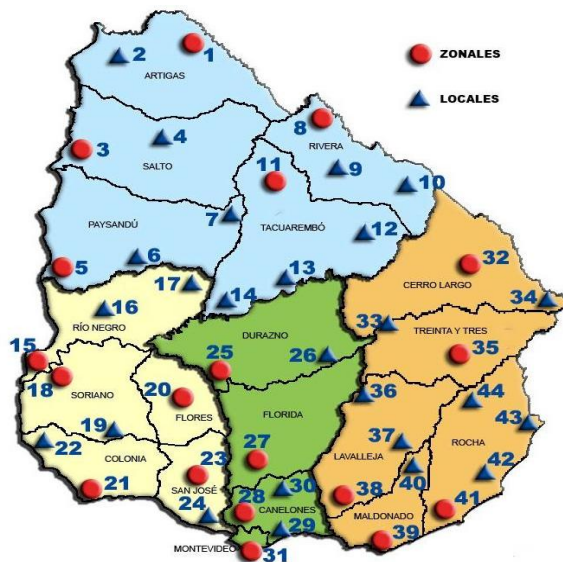 2
1
ARTIGAS
ZONALES
LOCALES
3
4
SALTO
8
RIVERA
9
10
11
PAYSANDÚ
7
TACUAREMBÓ
12
5
6
17
13
14
32
CERRO LARGO
34
16
RÍO NEGRO
33
TREINTA Y TRES
35
DURAZNO
25
26
15
18
SORIANO
20
FLORES
19
22
COLONIA
21
FLORIDA
27
36
44
43
37
ROCHA
LAVALLEJA
40
42
38
41
MALDONADO
39
23
SAN JOSÉ
24
30
28
CANELONES
29
MONTEVIDEO
31